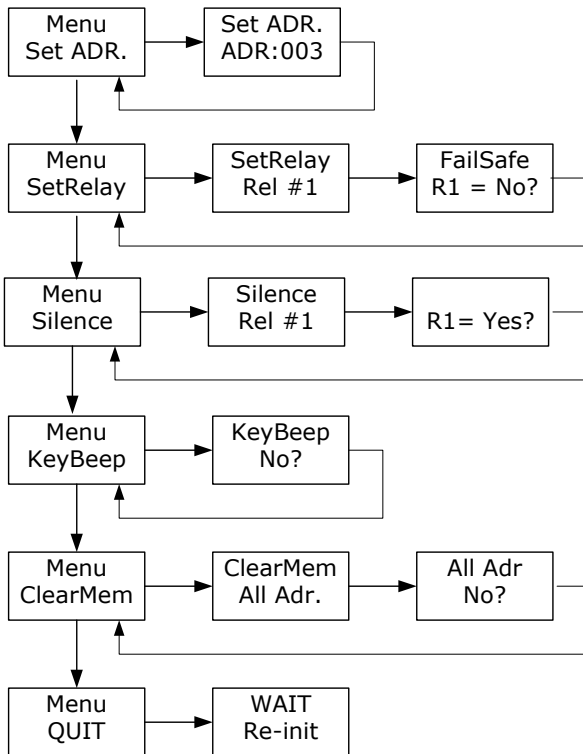 Menu
Set ADR.
Set ADR.
ADR:003
Menu
SetRelay
SetRelay
Rel #1
FailSafe
R1 = No?
Menu
Silence
Silence
Rel #1
R1= Yes?
Menu
KeyBeep
KeyBeep
No?
Menu
ClearMem
ClearMem
All Adr.
All Adr
No?
Menu
QUIT
WAIT
Re-init